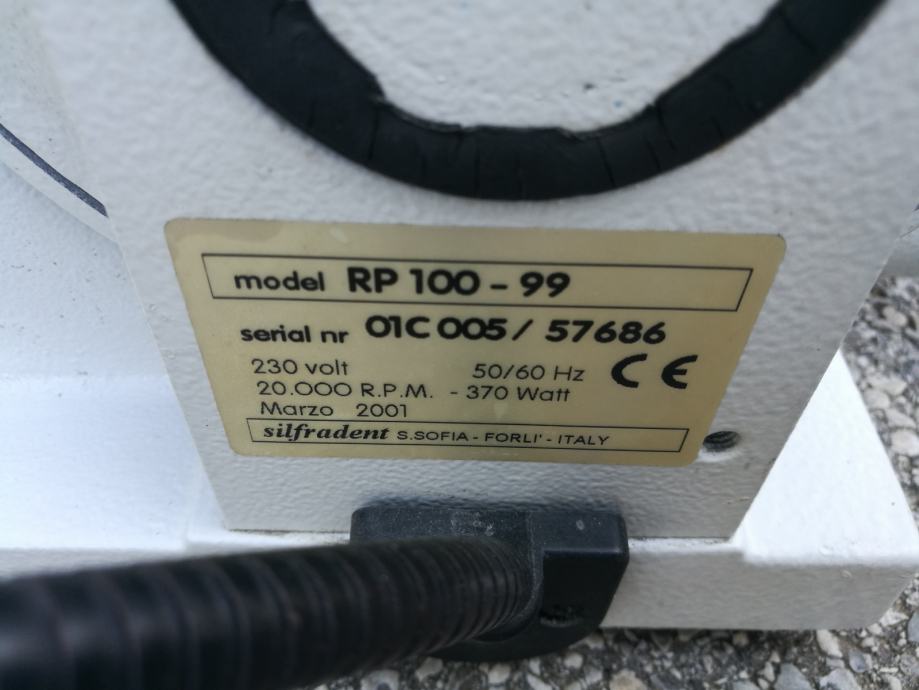 model RP 100 - 99
serial nr 01C 005 / 57686
230 volt 50/60 Hz CE
20.000 R.P.M. - 370 Watt
Marzo 2001
silfradent S.SOFIA - FORLI' - ITALY